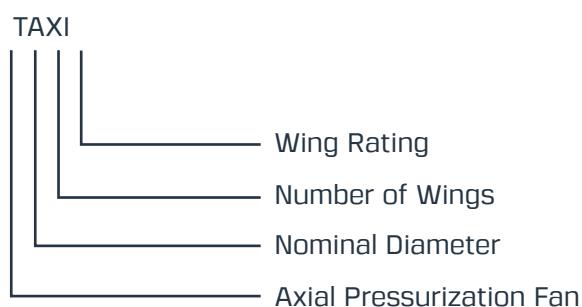 TAXI
Wing Rating
Number of Wings
Nominal Diameter
Axial Pressurization Fan